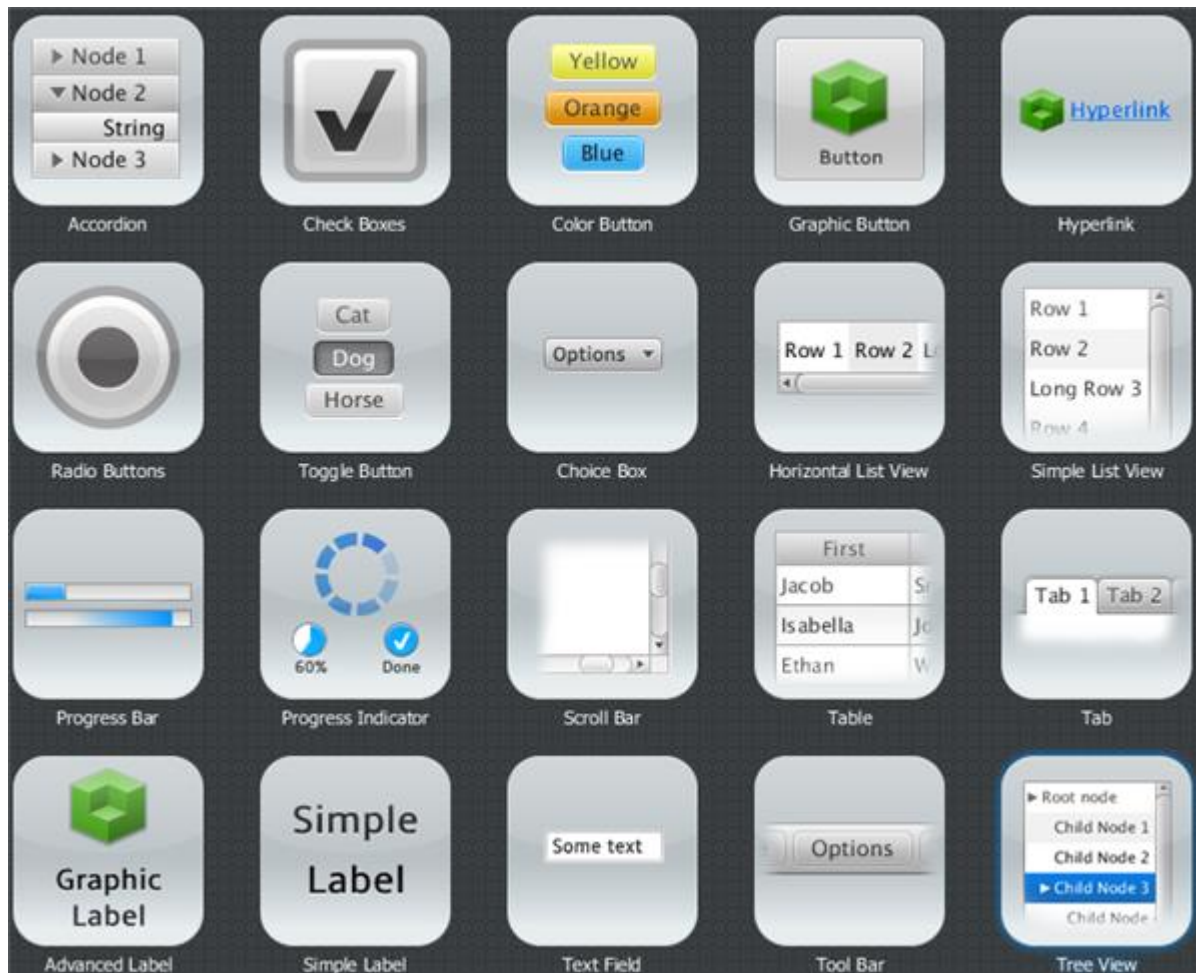 Node 1
Node 2
String
Node 3
Yellow
Orange
Blue
Button
Hyperlink
Accordion
Check Boxes
Color Button
Graphic Button
Hyperlink
Cat
Dog
Horse
Options
Row 1 Row 2
Row 1
Row 2
Long Row 3
Row 4
Radio Buttons
Toggle Button
Choice Box
Horizontal List View
Simple List View
60%
Done
First
Jacob
Isabella
Ethan
Tab 1 Tab 2
Progress Bar
Progress Indicator
Scroll Bar
Table
Tab
Graphic
Label
Simple
Label
Some text
Options
Root node
Child Node 1
Child Node 2
Child Node 3
Child Node
Advanced Label
Simple Label
Text Field
Tool Bar
Tree View